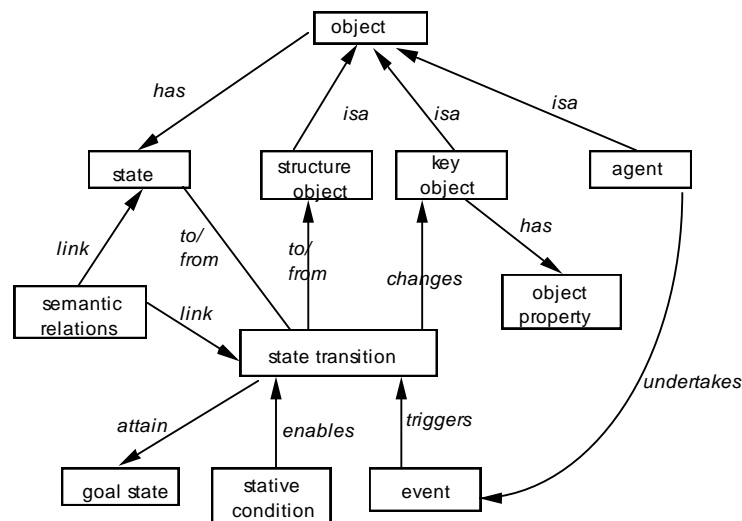 object
has
isa
isa
isa
state
structure
object
key
object
agent
link
to/
from
to/
from
changes
has
semantic
relations
link
object
property
state transition
undertakes
attain
enables
triggers
goal state
stative
condition
event